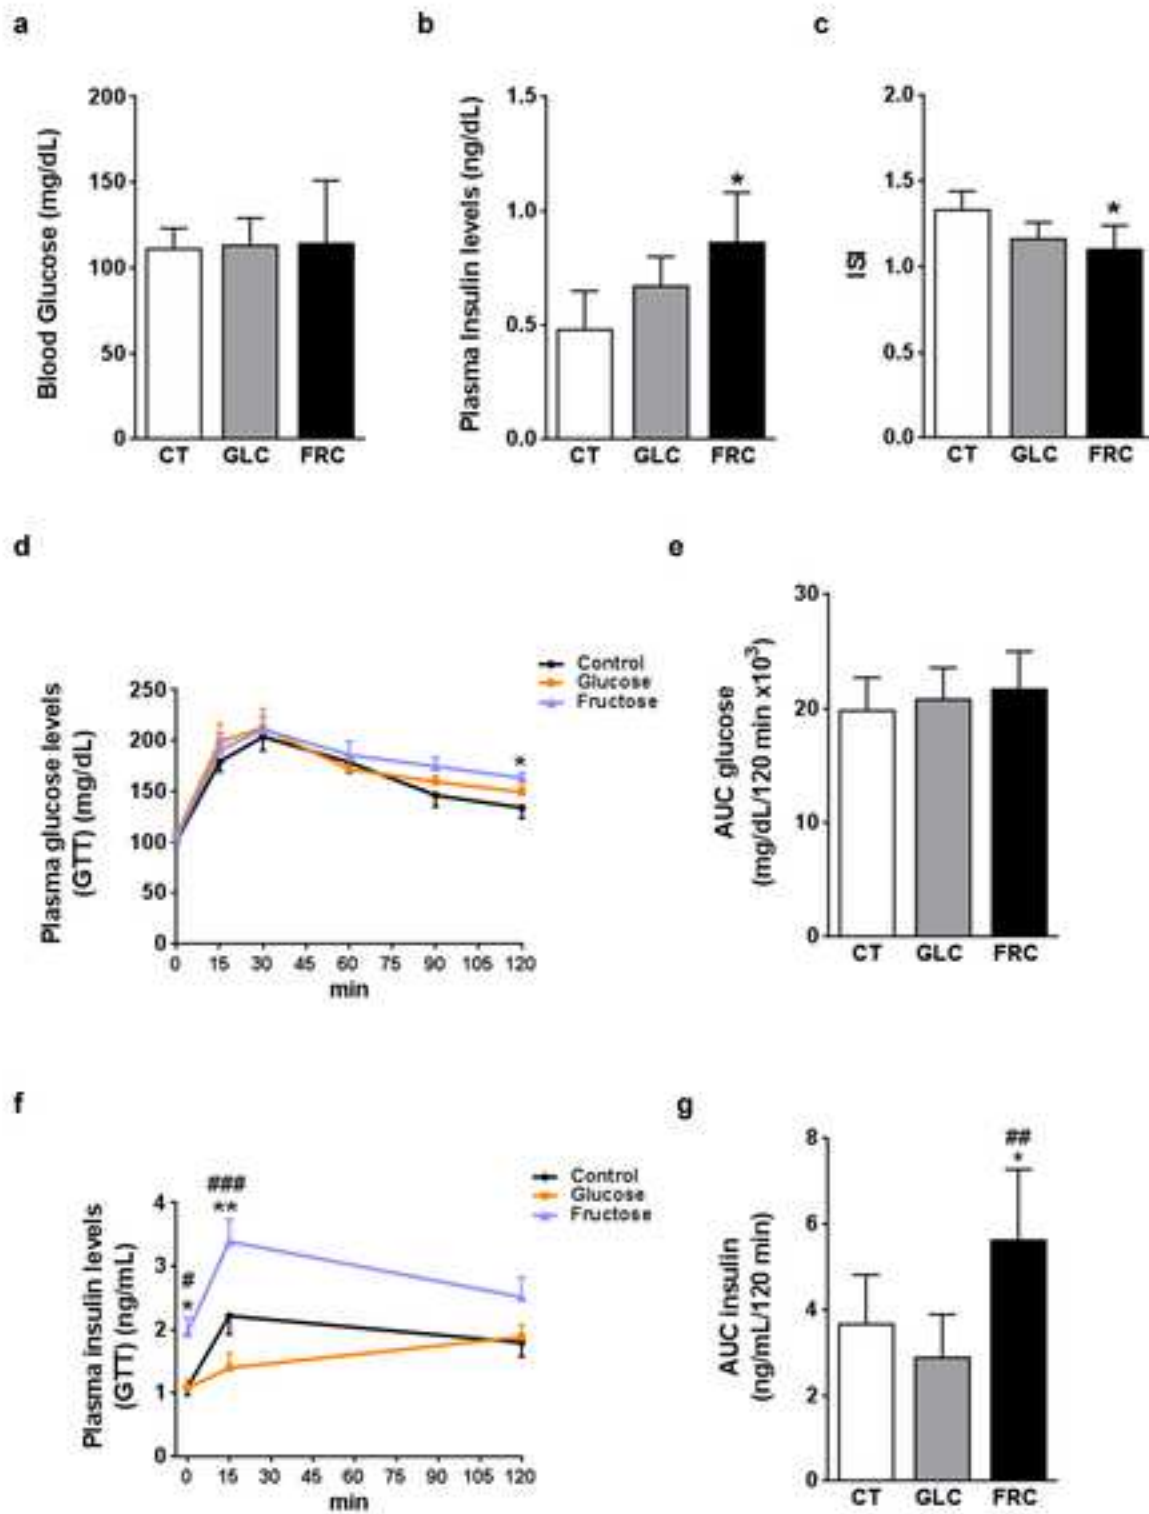 a
b
c
200
150
100
50
0
Blood Glucose (mg/dL)
CT GLC FRC
1.5
1.0
0.5
0.0
Plasma Insulin levels (ng/dL)
*
CT GLC FRC
2.0
1.5
1.0
0.5
0.0
ISI
*
CT GLC FRC
d
e
250
200
150
100
50
0
Plasma glucose levels
(GTT) (mg/dL)
Control
Glucose
Fructose
*
0 15 30 45 60 75 90 105 120
min
30
20
10
0
AUC glucose
(mg/dL/120 min x10³)
CT GLC FRC
f
g
4
3
2
1
0
Plasma insulin levels
(GTT) (ng/mL)
#
*
###
**
Control
Glucose
Fructose
0 15 30 45 60 75 90 105 120
min
8
6
4
2
0
AUC insulin
(ng/mL/120 min)
##
*
CT GLC FRC